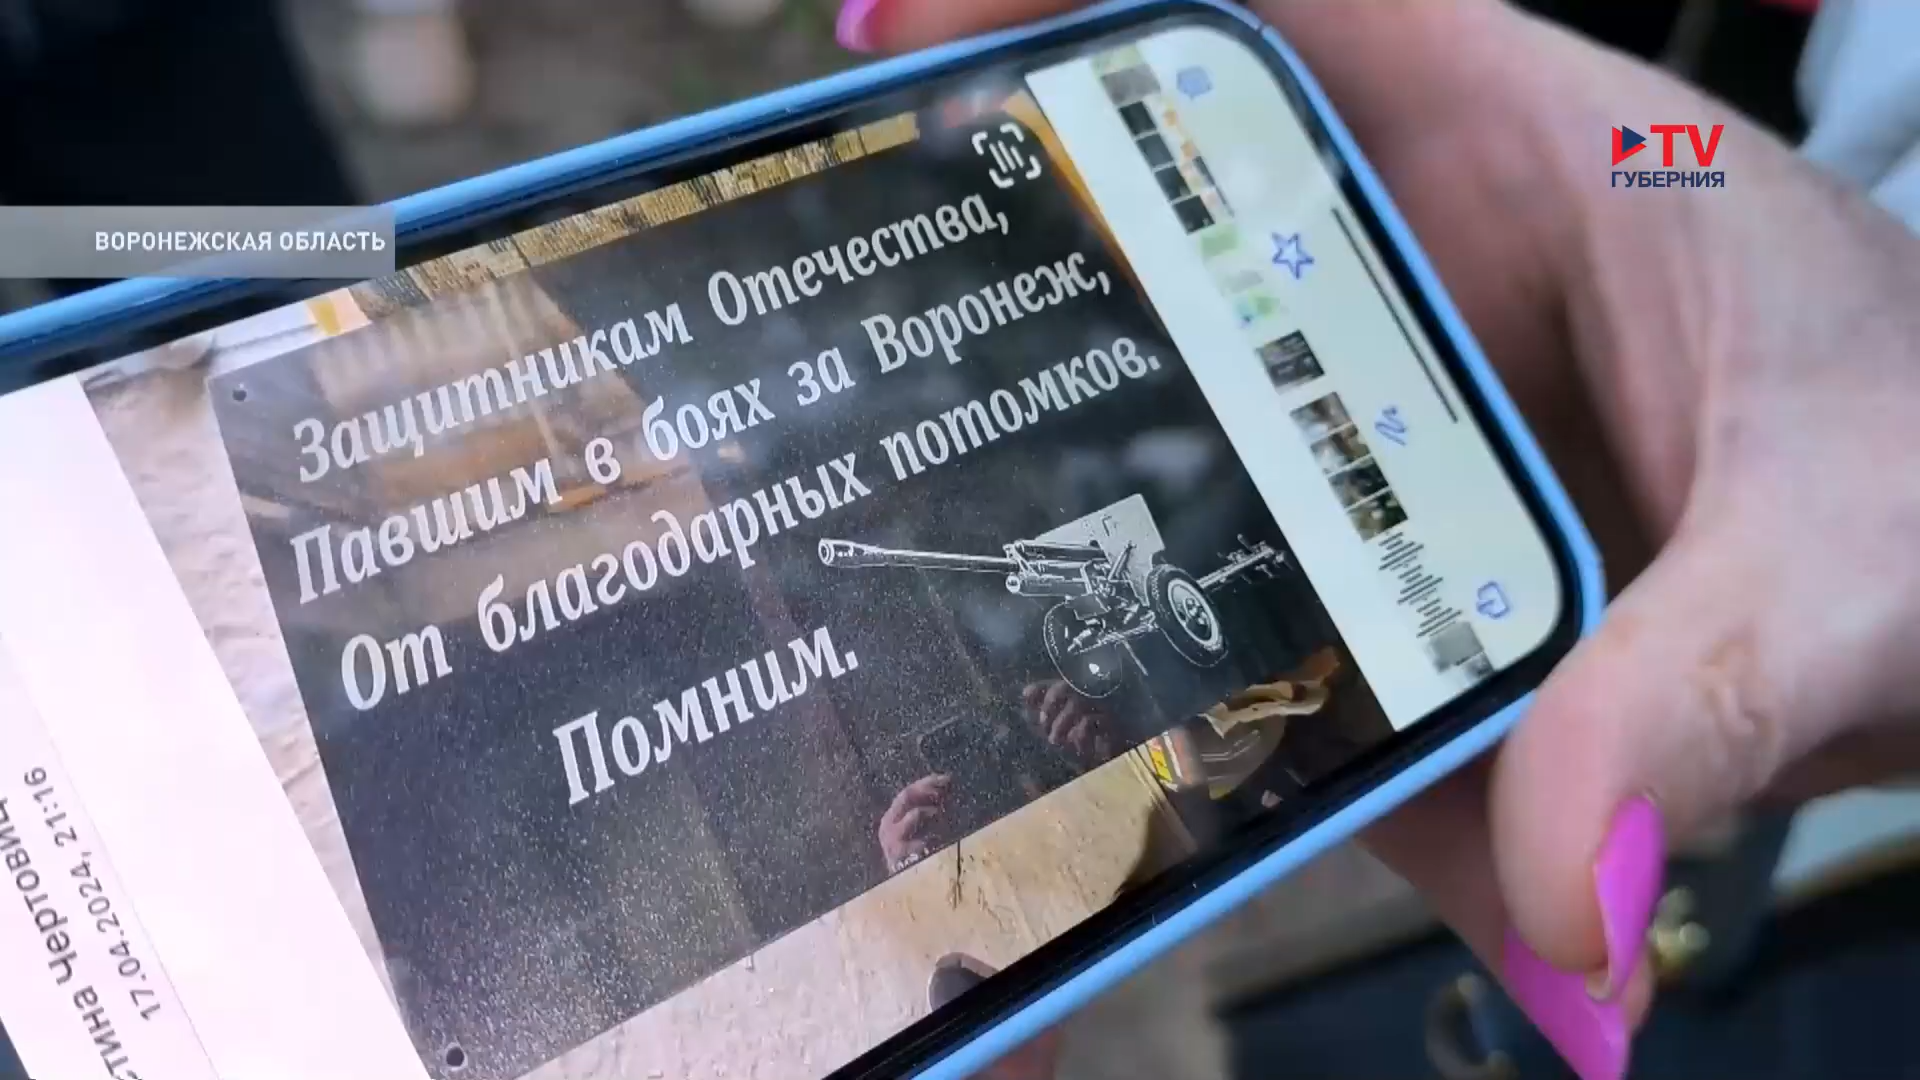 TV
ГУБЕРНИЯ
ВОРОНЕЖСКАЯ ОБЛАСТЬ
Защитникам Отечества,
Павшим в боях за Воронеж,
От благодарных потомков.
Помним.
17.04.2024, 21:16